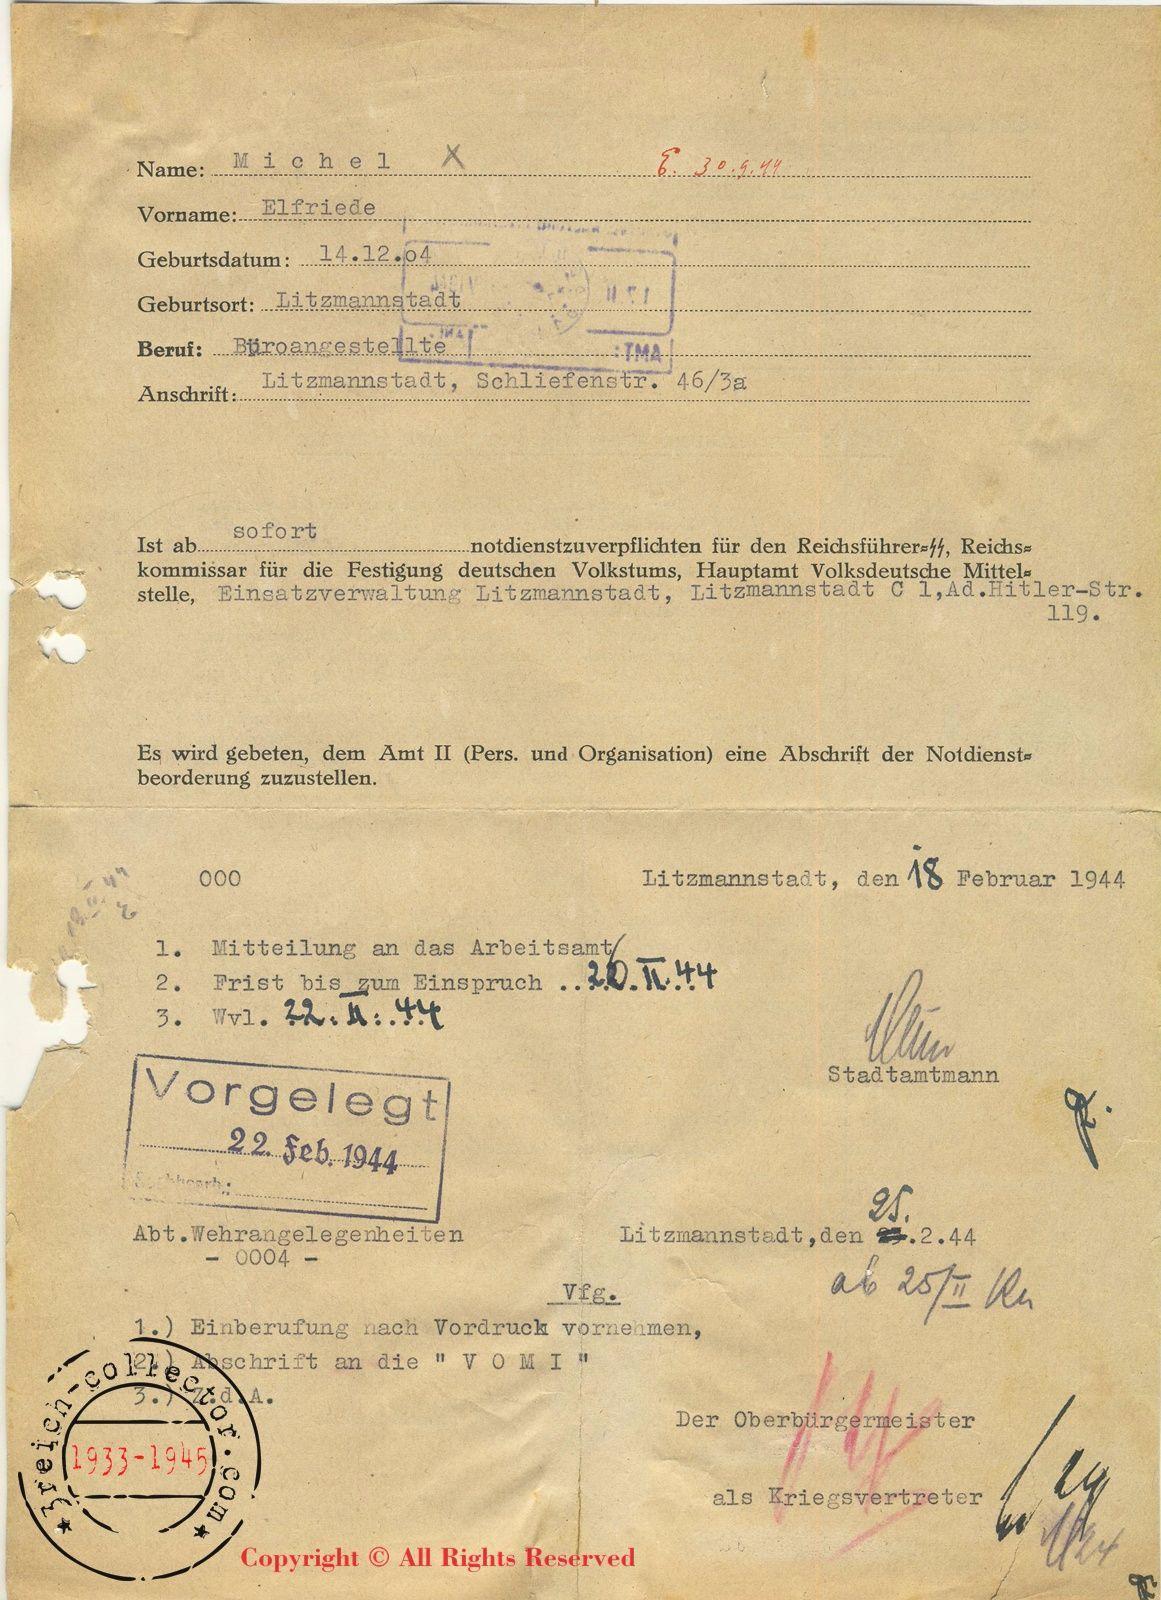 Name: Michel X E. 30.9.44
Vorname: Elfriede
Geburtsdatum: 14.12.o4
Geburtsort: Litzmannstadt
Beruf: Büroangestellte
Anschrift: Litzmannstadt, Schliefenstr. 46/3a
Ist ab sofort notdienstzuverpflichten für den Reichsführer=SS, Reichs=
kommissar für die Festigung deutschen Volkstums, Hauptamt Volksdeutsche Mittel=
stelle, Einsatzverwaltung Litzmannstadt, Litzmannstadt C 1,Ad.Hitler-Str.
119.
Es wird gebeten, dem Amt II (Pers. und Organisation) eine Abschrift der Notdienst=
beorderung zuzustellen.
000 Litzmannstadt, den 18 Februar 1944
1. Mitteilung an das Arbeitsamt
2. Frist bis zum Einspruch ..20.II.44
3. Wvl. 22.II.44
Stadtamtmann
Vorgelegt
22. Feb. 1944
Sachbearb.:
Abt.Wehrangelegenheiten Litzmannstadt,den 25..2.44
- 0004 -
ab 25/II
Vfg.
1.) Einberufung nach Vordruck vornehmen,
2.) Abschrift an die " V O M I "
3.) Z.d.A.
Der Oberbürgermeister
als Kriegsvertreter
3reich-collector.com
1933-1945
Copyright © All Rights Reserved